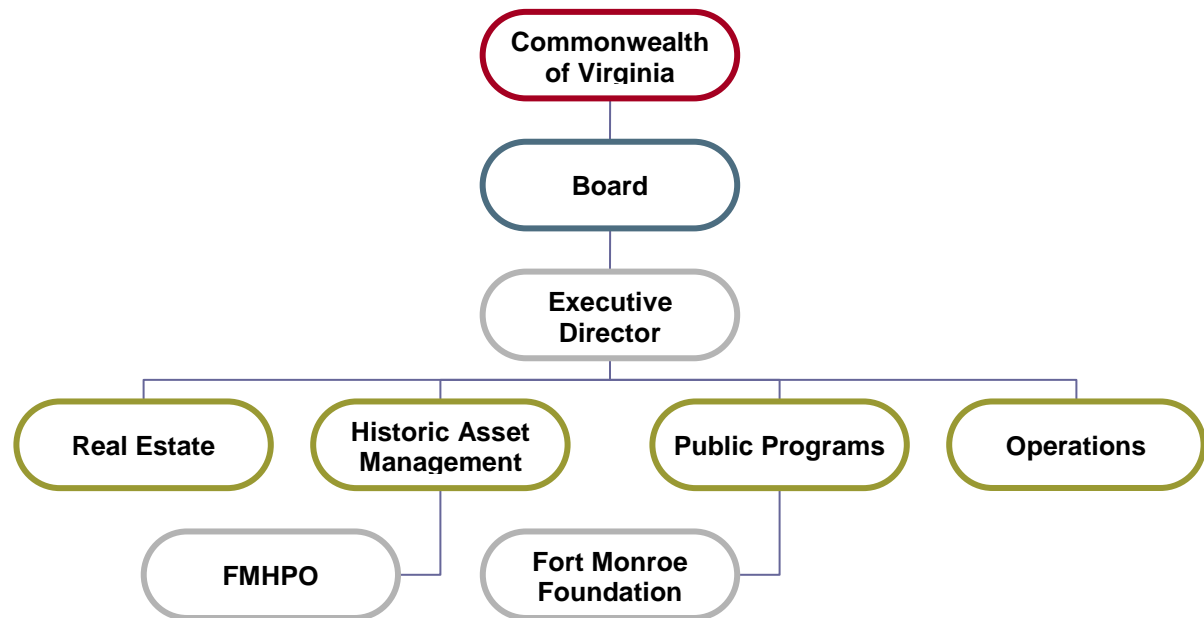 Commonwealth
of Virginia
Board
Executive
Director
Real Estate
Historic Asset
Management
Public Programs
Operations
FMHPO
Fort Monroe
Foundation